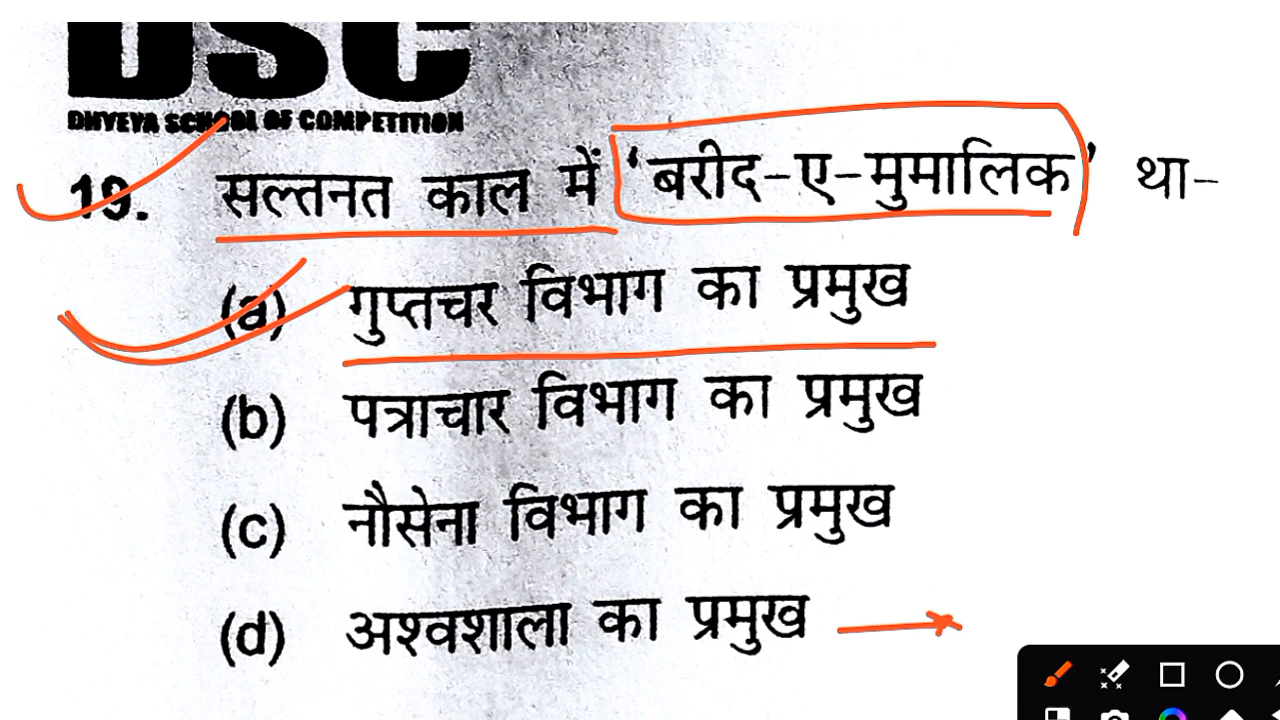 DSC
DHYEYA SCHOOL OF COMPETITION
19. सल्तनत काल में 'बरीद-ए-मुमालिक' था-
(a) गुप्तचर विभाग का प्रमुख
(b) पत्राचार विभाग का प्रमुख
(c) नौसेना विभाग का प्रमुख
(d) अश्वशाला का प्रमुख